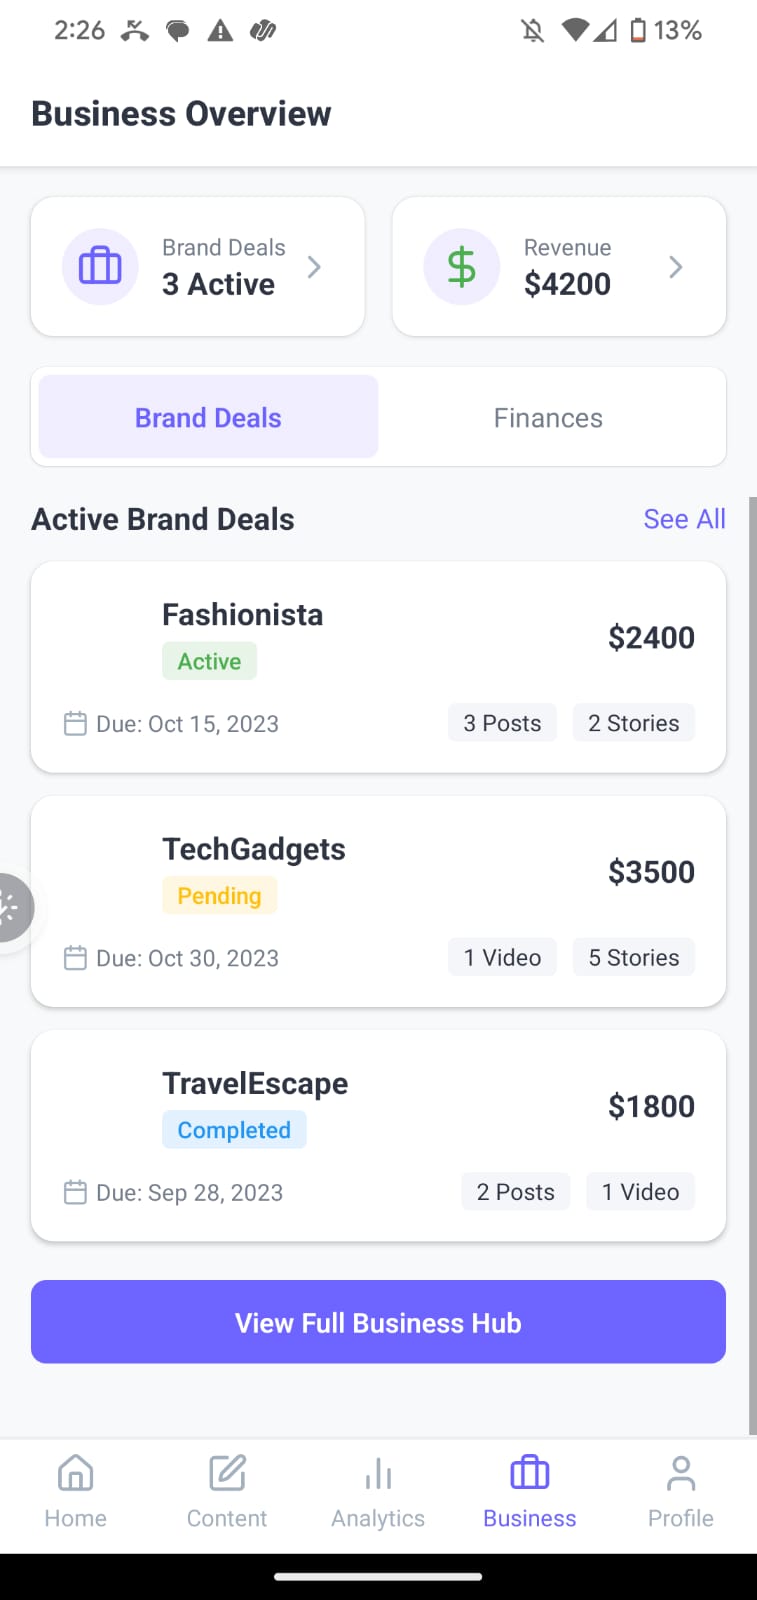 2:26 13%
Business Overview
Brand Deals
3 Active
Revenue
$4200
Brand Deals Finances
Active Brand Deals See All
Fashionista
$2400
Active
Due: Oct 15, 2023 3 Posts 2 Stories
TechGadgets
$3500
Pending
Due: Oct 30, 2023 1 Video 5 Stories
TravelEscape
$1800
Completed
Due: Sep 28, 2023 2 Posts 1 Video
View Full Business Hub
Home Content Analytics Business Profile